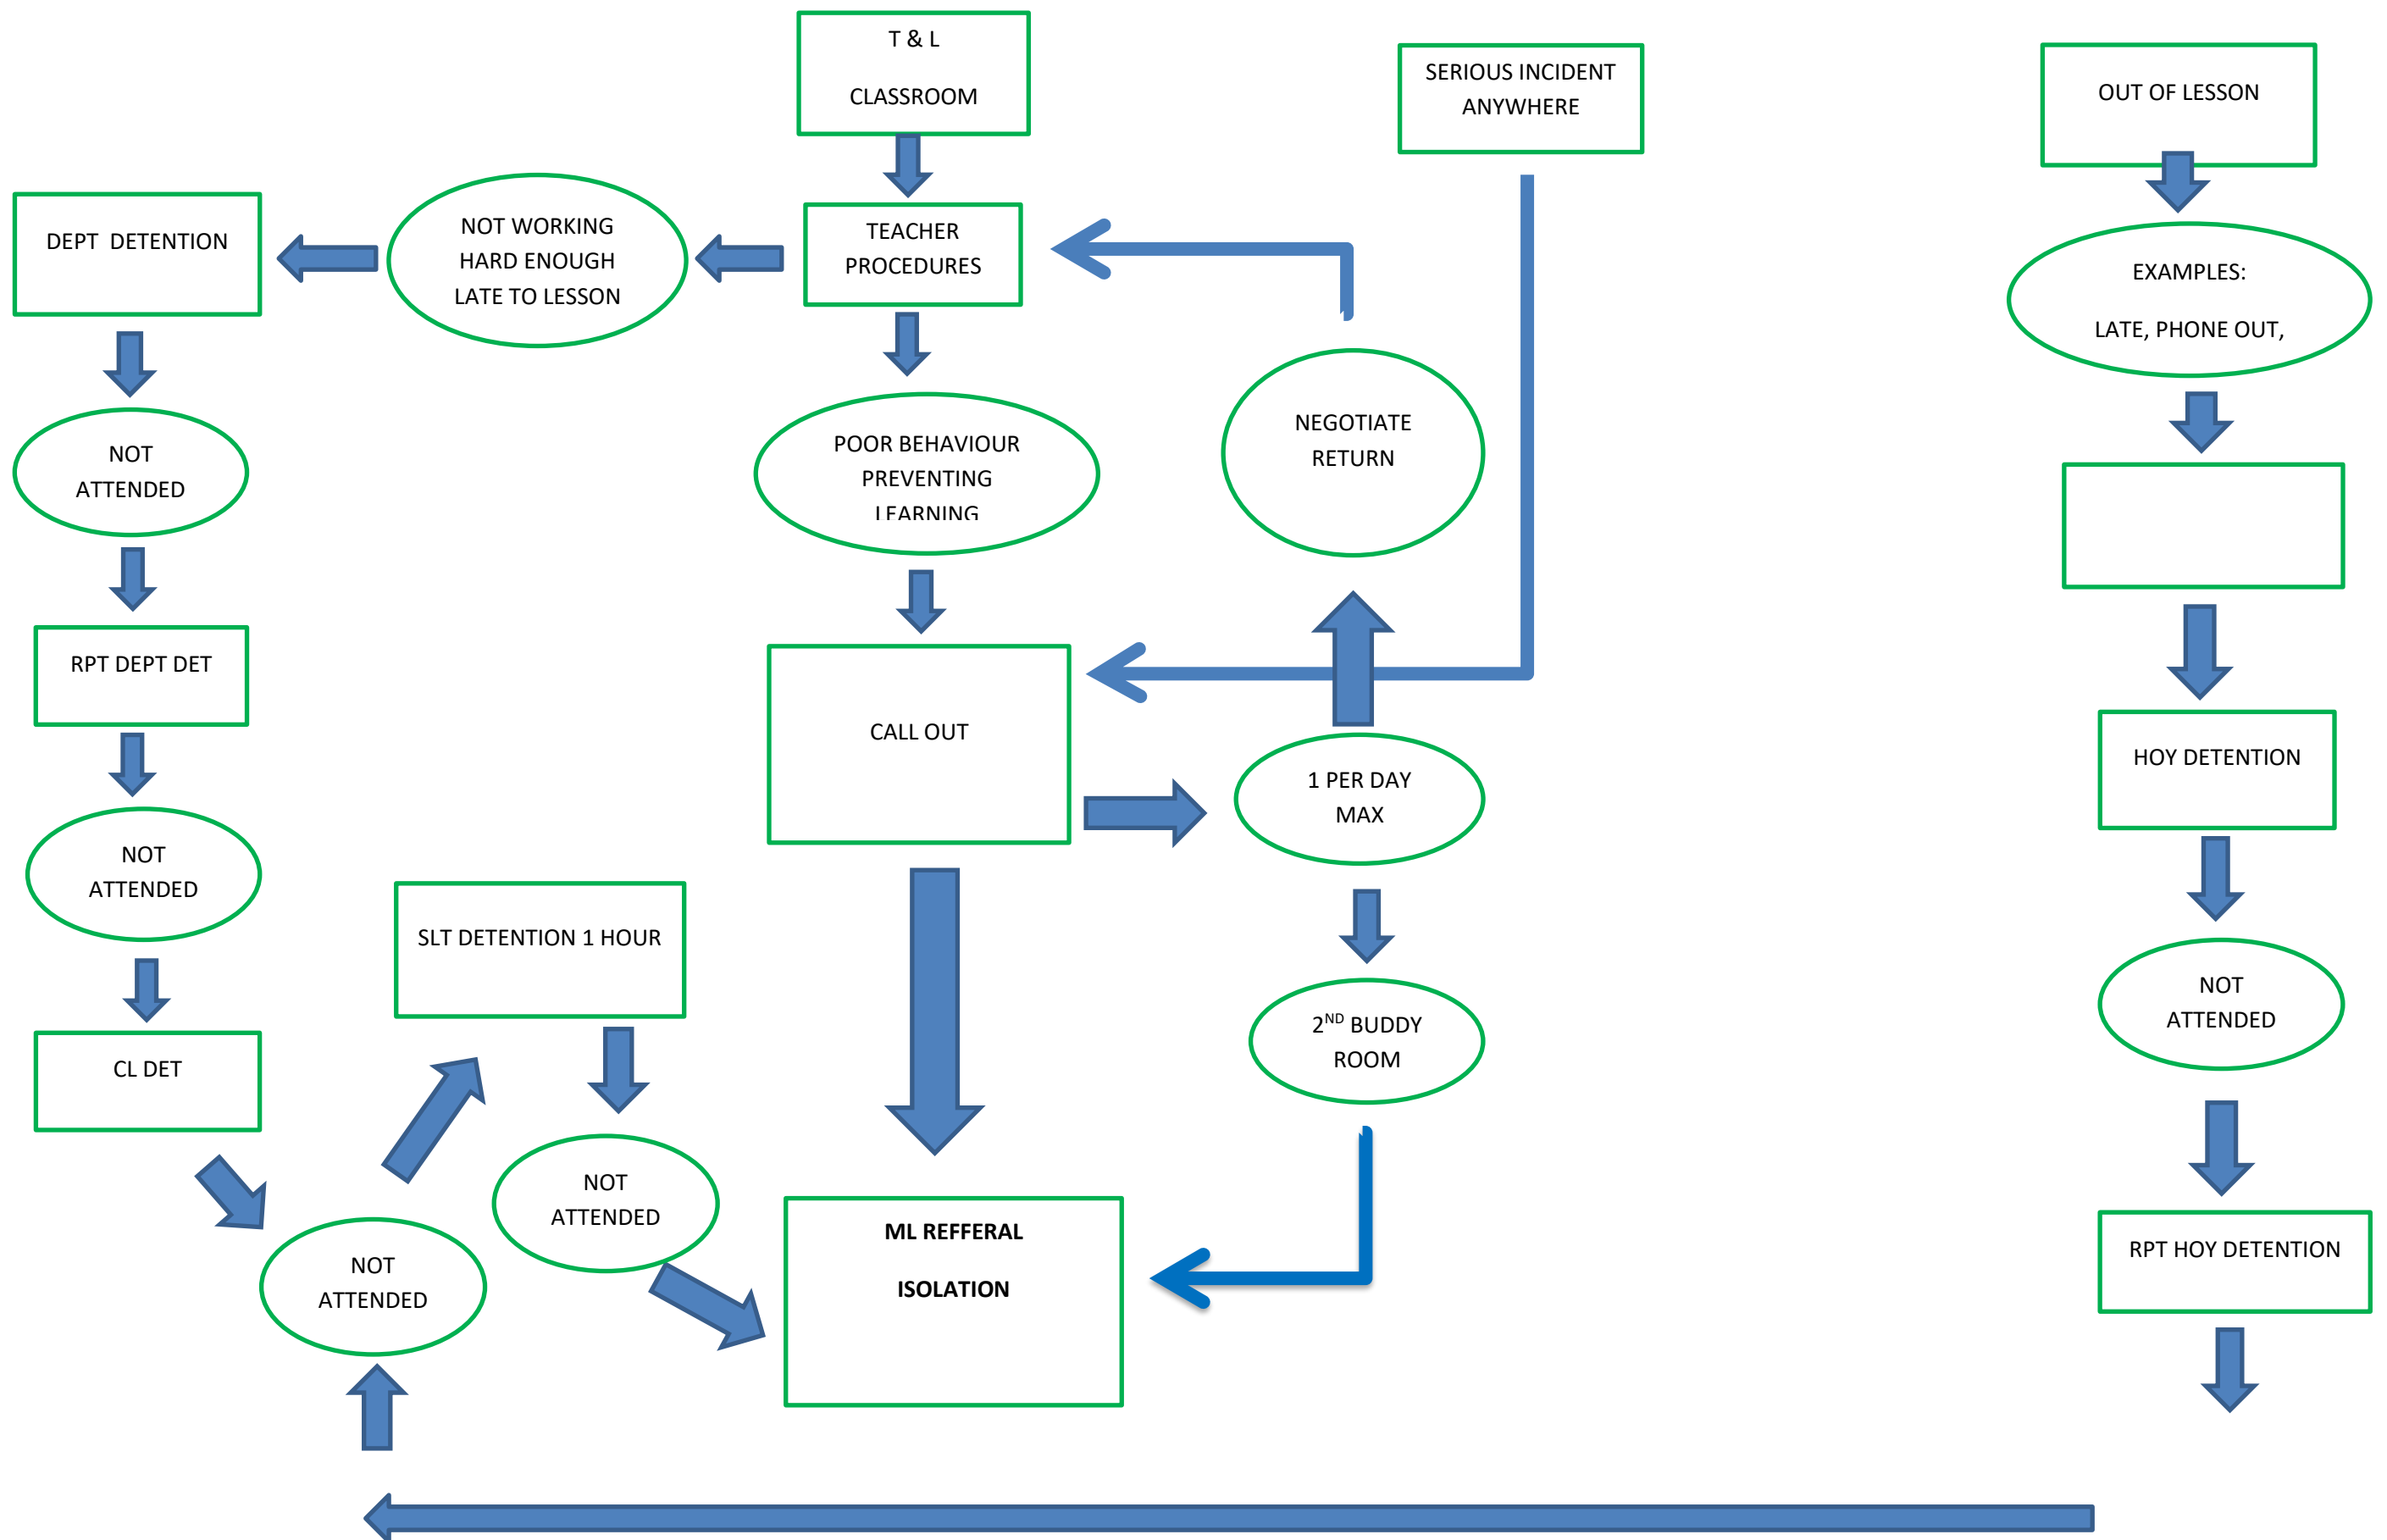 T & L
CLASSROOM
SERIOUS INCIDENT
ANYWHERE
OUT OF LESSON
DEPT DETENTION
NOT WORKING
HARD ENOUGH
LATE TO LESSON
TEACHER
PROCEDURES
EXAMPLES:
LATE, PHONE OUT,
NOT
ATTENDED
POOR BEHAVIOUR
PREVENTING
LEARNING
NEGOTIATE
RETURN
RPT DEPT DET
CALL OUT
1 PER DAY
MAX
HOY DETENTION
NOT
ATTENDED
SLT DETENTION 1 HOUR
2ND BUDDY
ROOM
NOT
ATTENDED
CL DET
NOT
ATTENDED
NOT
ATTENDED
ML REFFERAL
ISOLATION
RPT HOY DETENTION